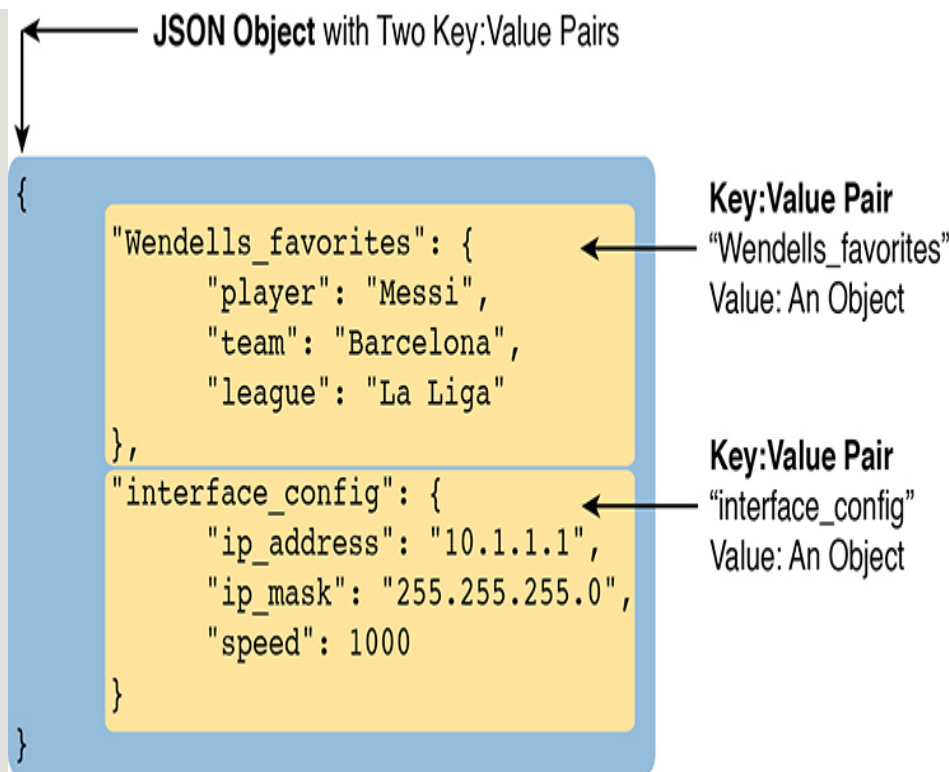 JSON Object with Two Key:Value Pairs
{
"Wendells_favorites": {
"player": "Messi",
"team": "Barcelona",
"league": "La Liga"
},
"interface_config": {
"ip_address": "10.1.1.1",
"ip_mask": "255.255.255.0",
"speed": 1000
}
}
Key:Value Pair
“Wendells_favorites”
Value: An Object
Key:Value Pair
“interface_config”
Value: An Object